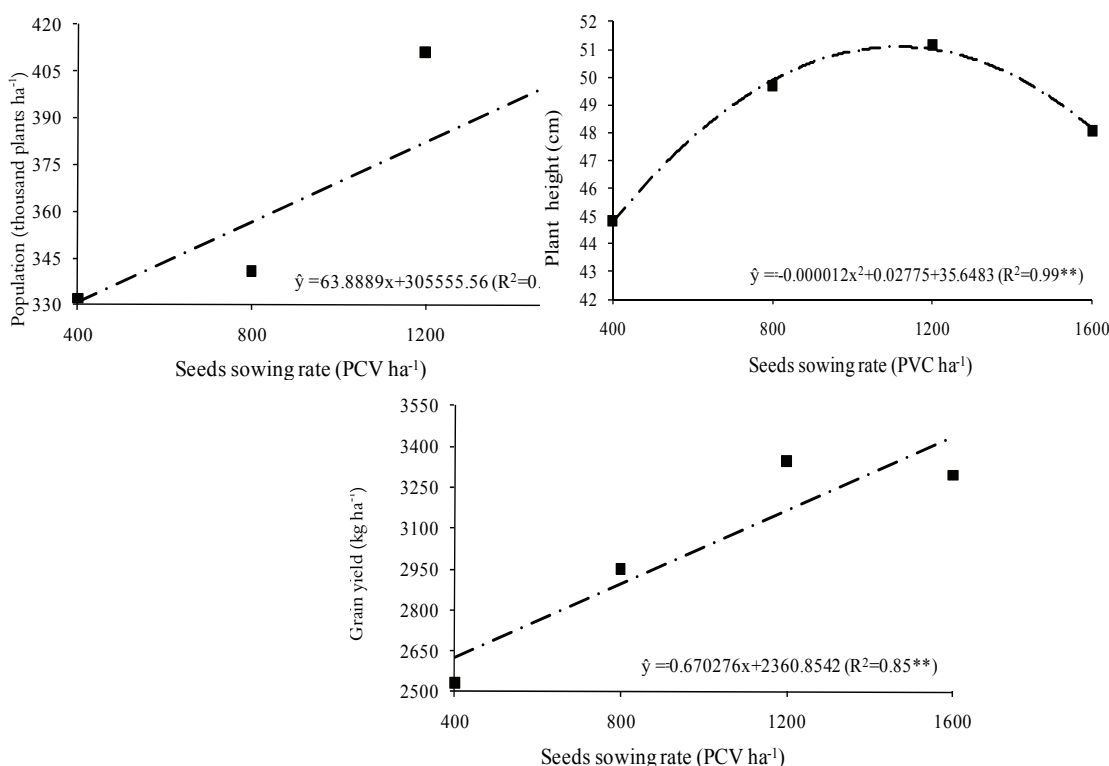 420
405
390
375
360
345
330
Population (thousand plants ha⁻¹)
ŷ =63.8889x+305555.56 (R²=0.
400 800 1200
Seeds sowing rate (PCV ha⁻¹)
52
51
50
49
48
47
46
45
44
43
42
Plant height (cm)
ŷ =-0.000012x²+0.02775+35.6483 (R²=0.99**)
400 800 1200 1600
Seeds sowing rate (PVC ha⁻¹)
3550
3400
3250
3100
2950
2800
2650
2500
Grain yield (kg ha⁻¹)
ŷ =0.670276x+2360.8542 (R²=0.85**)
400 800 1200 1600
Seeds sowing rate (PCV ha⁻¹)